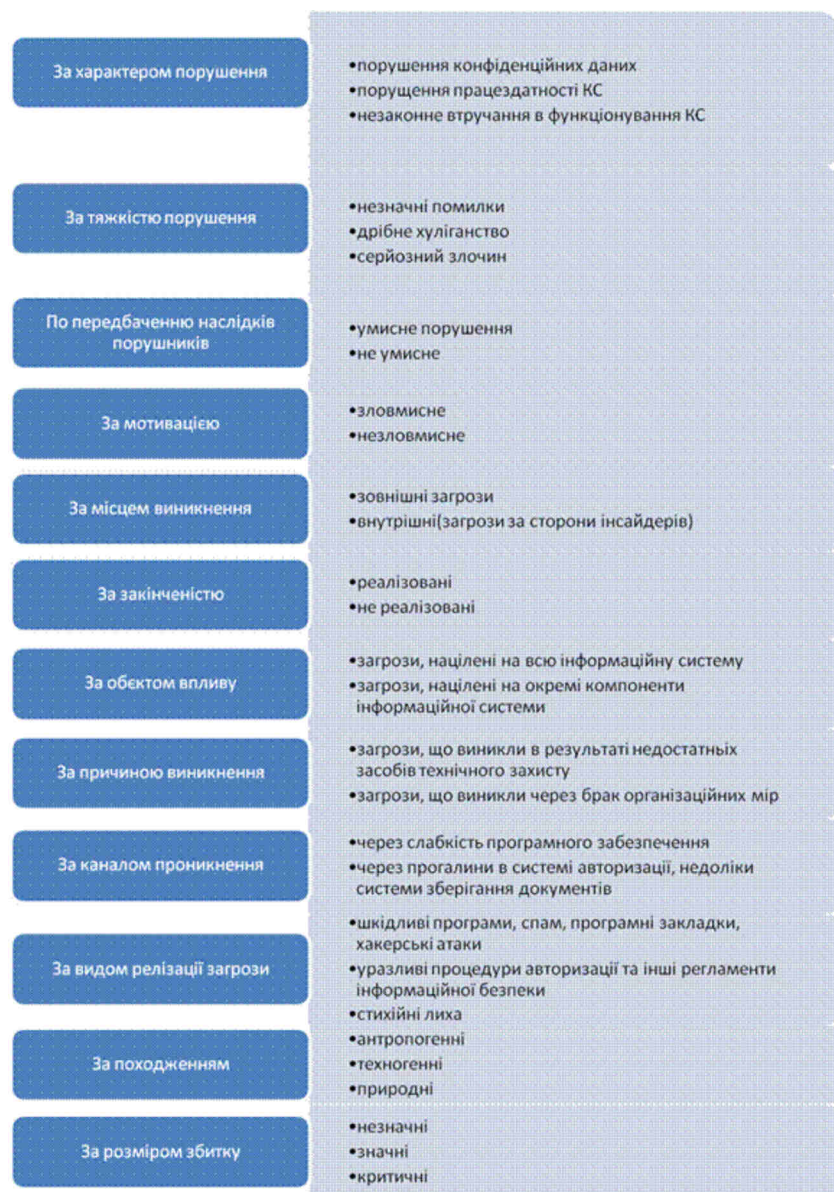 За характером порушення
•порушення конфіденційних даних
•порущення працездатності КС
•незаконне втручання в функціонування КС
За тяжкістю порушення
•незначні помилки
•дрібне хуліганство
•серйозний злочин
По передбаченню наслідків
порушників
•умисне порушення
•не умисне
За мотивацією
•зловмисне
•незловмисне
За місцем виникнення
•зовнішні загрози
•внутрішні(загрози за сторони інсайдерів)
За закінченістю
•реалізовані
•не реалізовані
За обєктом впливу
•загрози, націлені на всю інформаційну систему
•загрози, націлені на окремі компоненти
інформаційної системи
За причиною виникнення
•загрози, що виникли в результаті недостатньіх
засобів технічного захисту
•загрози, що виникли через брак організаційних мір
За каналом проникнення
•через слабкість програмного забезпечення
•через прогалини в системі авторизації, недоліки
системи зберігання документів
За видом релізації загрози
•шкідливі програми, спам, програмні закладки,
хакерські атаки
•уразливі процедури авторизації та інші регламенти
інформаційної безпеки
•стихійні лиха
За походженням
•антропогенні
•техногенні
•природні
За розміром збитку
•незначні
•значні
•критичні